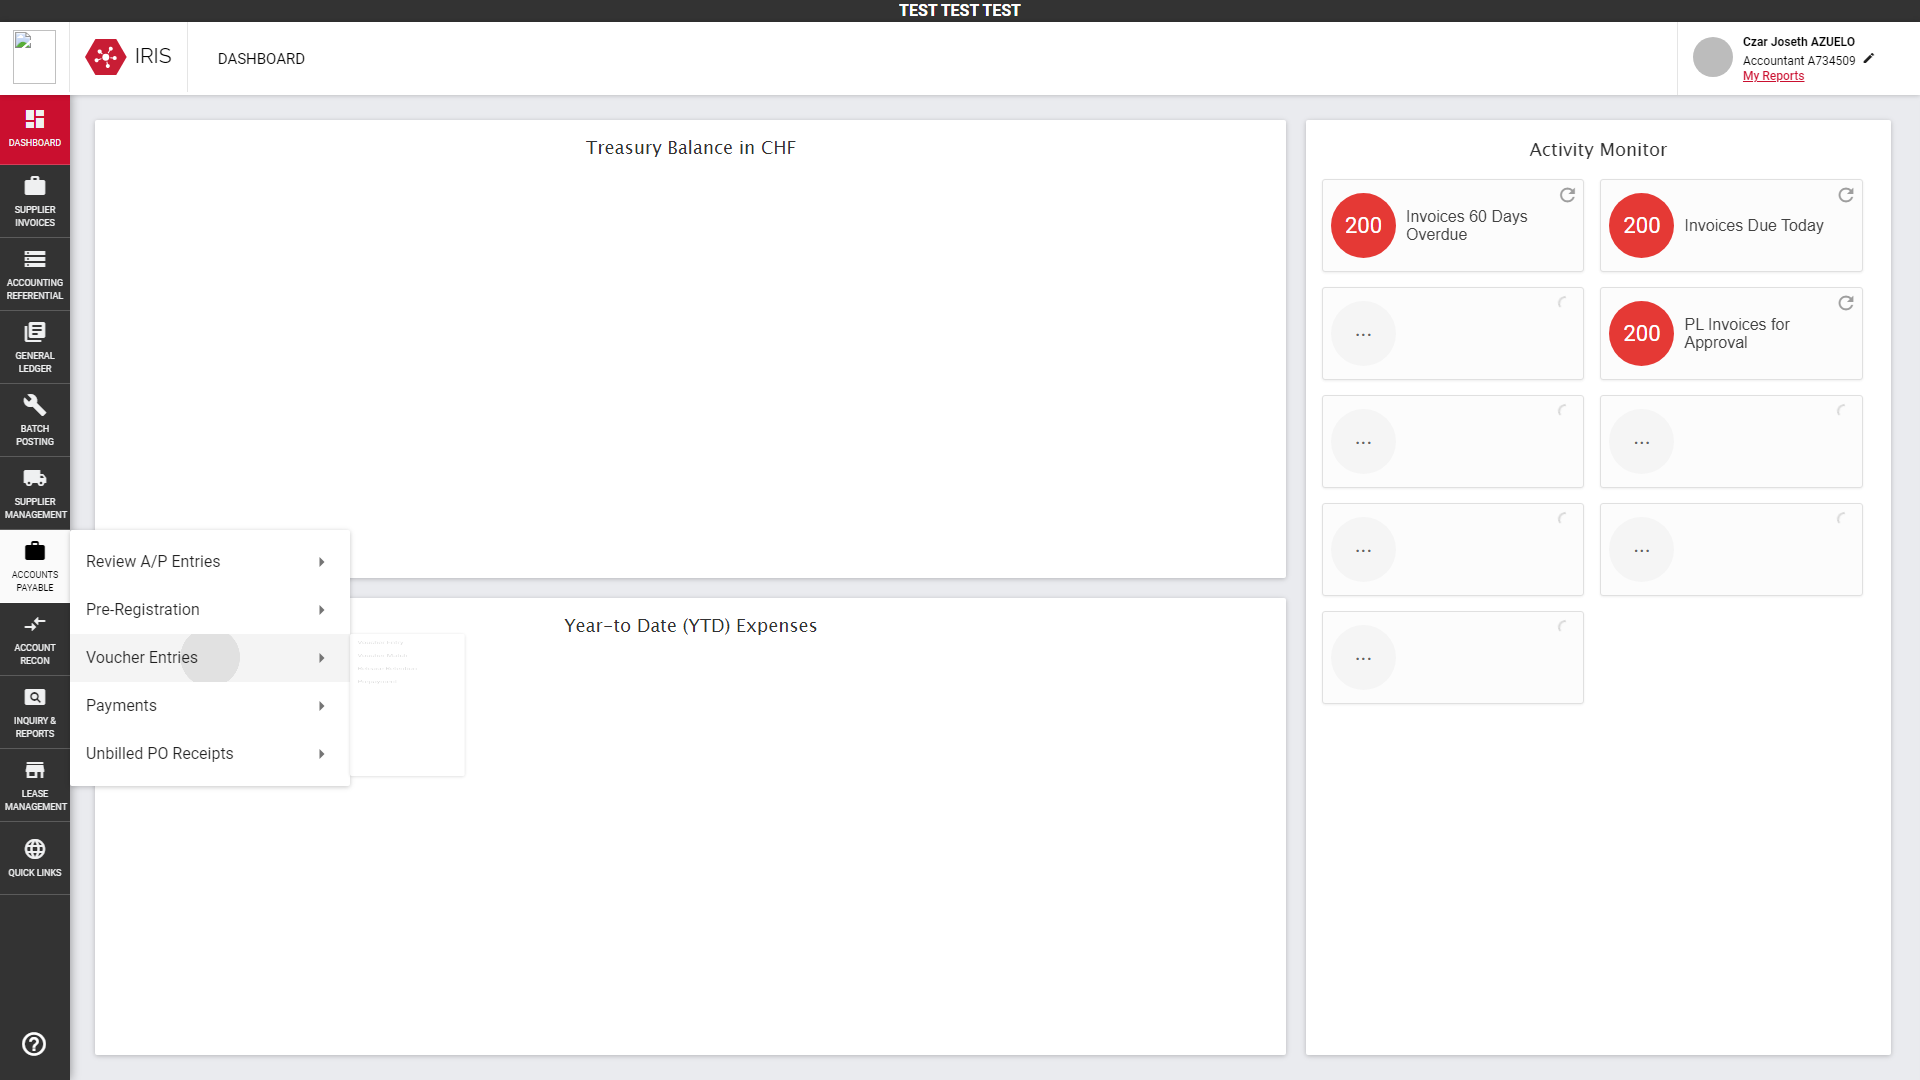 TEST TEST TEST
IRIS
DASHBOARD
Czar Joseth AZUELO
Accountant A734509
My Reports
DASHBOARD
SUPPLIER
INVOICES
ACCOUNTING
REFERENTIAL
GENERAL
LEDGER
BATCH
POSTING
SUPPLIER
MANAGEMENT
ACCOUNTS
PAYABLE
ACCOUNT
RECON
INQUIRY &
REPORTS
LEASE
MANAGEMENT
QUICK LINKS
Review A/P Entries
Pre-Registration
Voucher Entries
Payments
Unbilled PO Receipts
Treasury Balance in CHF
Year-to Date (YTD) Expenses
Activity Monitor
200 Invoices 60 Days
Overdue
200 Invoices Due Today
...
200 PL Invoices for
Approval
...
...
...
...
...